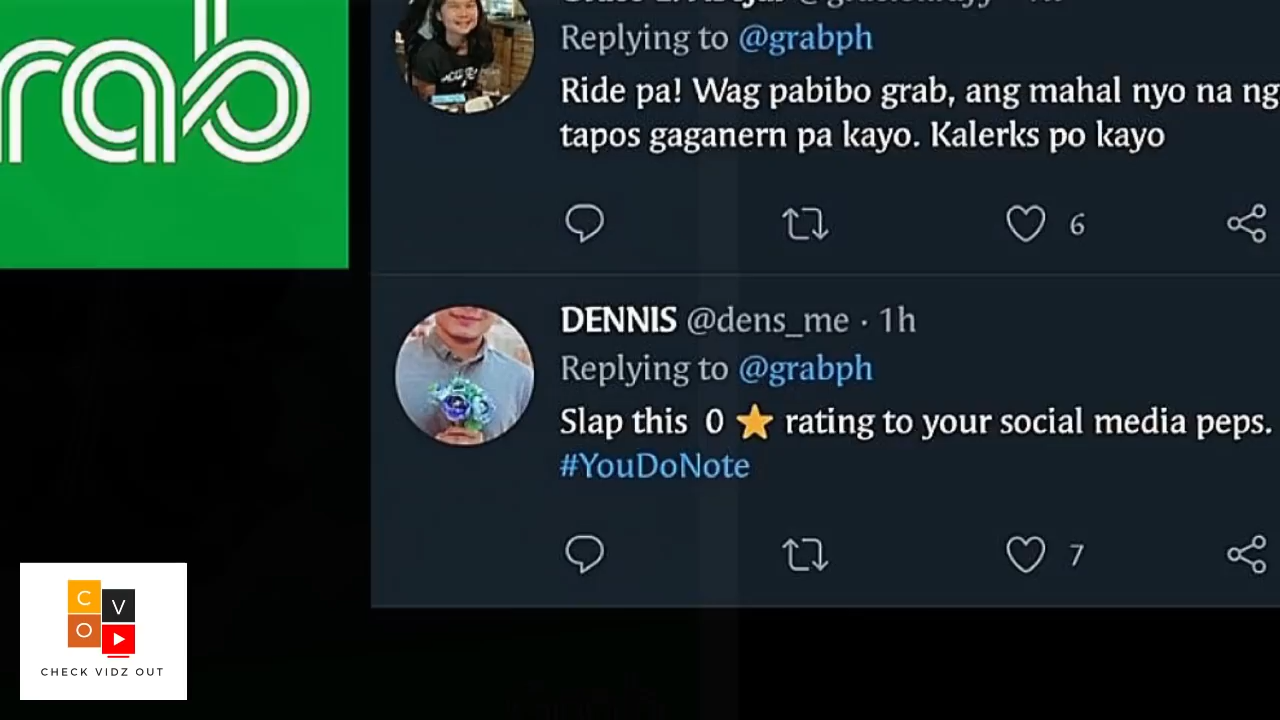 rab
Replying to @grabph
Ride pa! Wag pabibo grab, ang mahal nyo na ng
tapos gaganern pa kayo. Kalerks po kayo
6
DENNIS @dens_me · 1h
Replying to @grabph
Slap this 0 ⭐ rating to your social media peps.
#YouDoNote
7
C V
O
CHECK VIDZ OUT